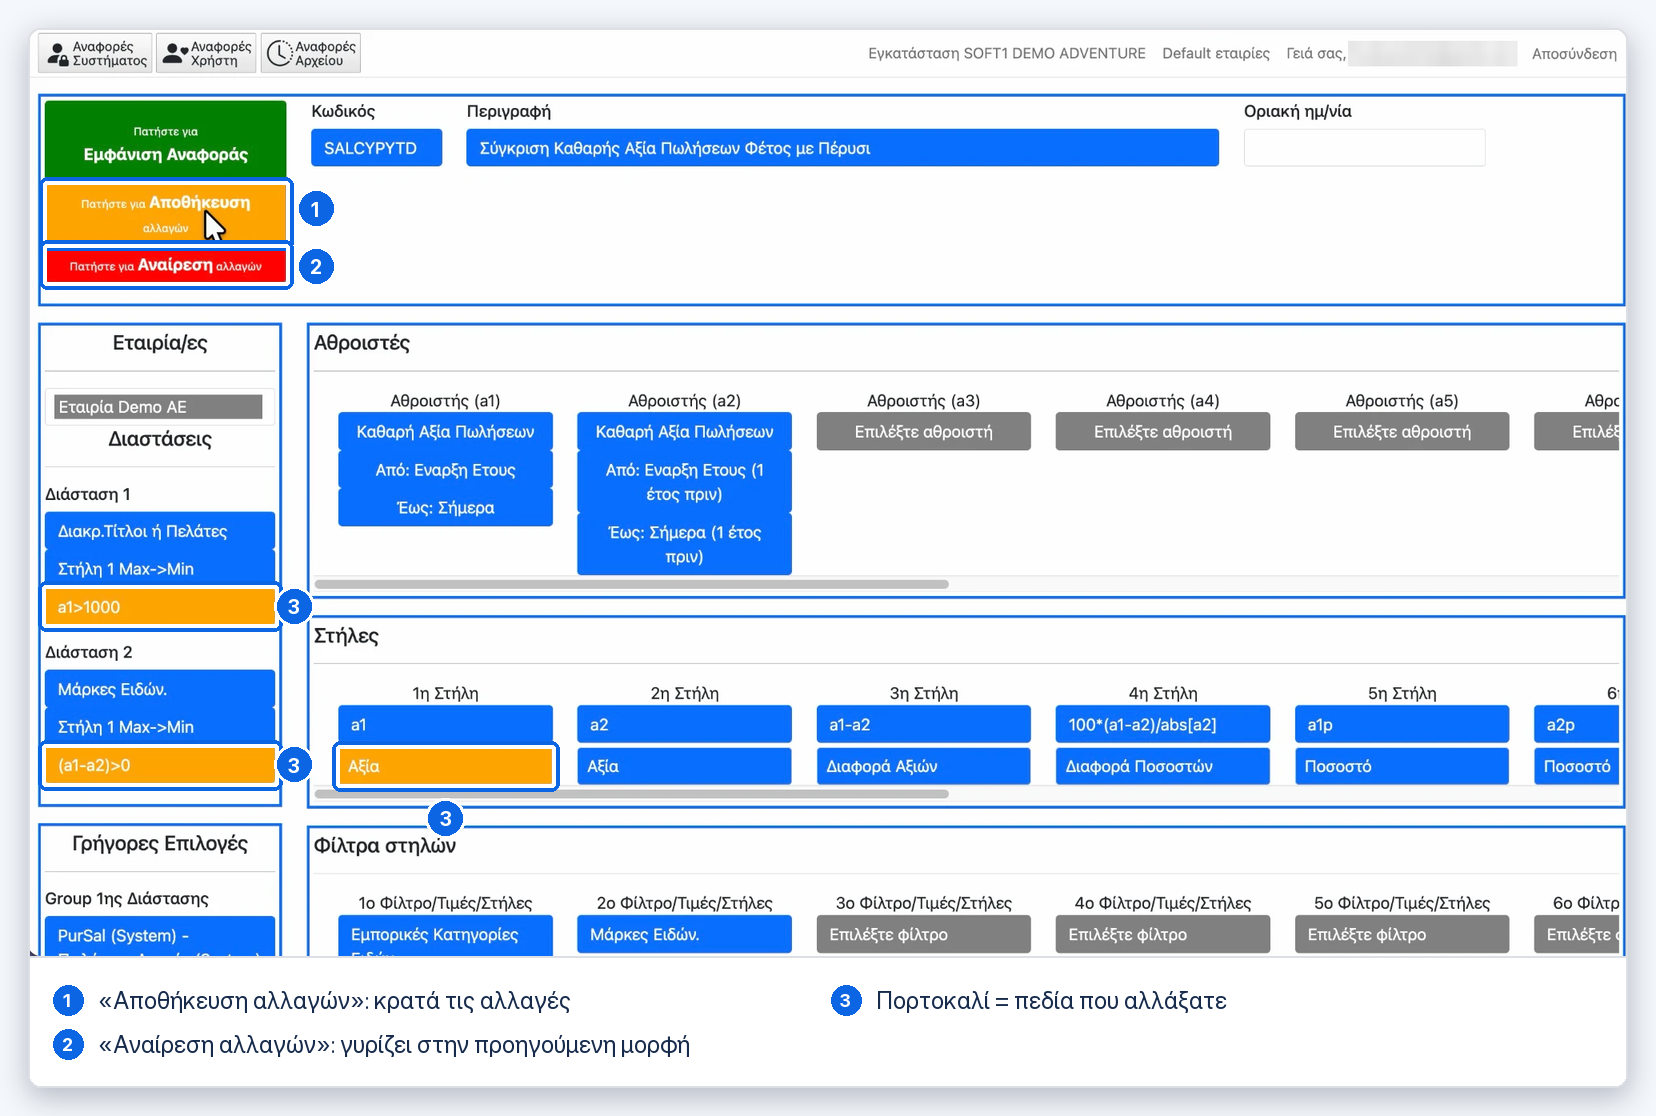 Αναφορές Συστήματος
Αναφορές Χρήστη
Αναφορές Αρχείου
Εγκατάσταση SOFT1 DEMO ADVENTURE
Default εταιρίες
Γειά σας,
Αποσύνδεση
Πατήστε για
Εμφάνιση Αναφοράς
Πατήστε για Αποθήκευση
αλλαγών
1
Πατήστε για Αναίρεση αλλαγών
2
Κωδικός
SALCYPYTD
Περιγραφή
Σύγκριση Καθαρής Αξία Πωλήσεων Φέτος με Πέρυσι
Οριακή ημ/νία
Εταιρία/ες
Εταιρία Demo AE
Διαστάσεις
Διάσταση 1
Διακρ.Τίτλοι ή Πελάτες
Στήλη 1 Max->Min
a1>1000
3
Διάσταση 2
Μάρκες Ειδών.
Στήλη 1 Max->Min
(a1-a2)>0
3
Αθροιστές
Αθροιστής (a1)
Καθαρή Αξία Πωλήσεων
Από: Εναρξη Ετους
Έως: Σήμερα
Αθροιστής (a2)
Καθαρή Αξία Πωλήσεων
Από: Εναρξη Ετους (1
έτος πριν)
Έως: Σήμερα (1 έτος
πριν)
Αθροιστής (a3)
Επιλέξτε αθροιστή
Αθροιστής (a4)
Επιλέξτε αθροιστή
Αθροιστής (a5)
Επιλέξτε αθροιστή
Στήλες
1η Στήλη
a1
Αξία
3
2η Στήλη
a2
Αξία
3η Στήλη
a1-a2
Διαφορά Αξιών
4η Στήλη
100*(a1-a2)/abs[a2]
Διαφορά Ποσοστών
5η Στήλη
a1p
Ποσοστό
a2p
Ποσοστό
Γρήγορες Επιλογές
Group 1ης Διάστασης
PurSal (System) -
Φίλτρα στηλών
1ο Φίλτρο/Τιμές/Στήλες
Εμπορικές Κατηγορίες
2ο Φίλτρο/Τιμές/Στήλες
Μάρκες Ειδών.
3ο Φίλτρο/Τιμές/Στήλες
Επιλέξτε φίλτρο
4ο Φίλτρο/Τιμές/Στήλες
Επιλέξτε φίλτρο
5ο Φίλτρο/Τιμές/Στήλες
Επιλέξτε φίλτρο
1 «Αποθήκευση αλλαγών»: κρατά τις αλλαγές
2 «Αναίρεση αλλαγών»: γυρίζει στην προηγούμενη μορφή
3 Πορτοκαλί = πεδία που αλλάξατε